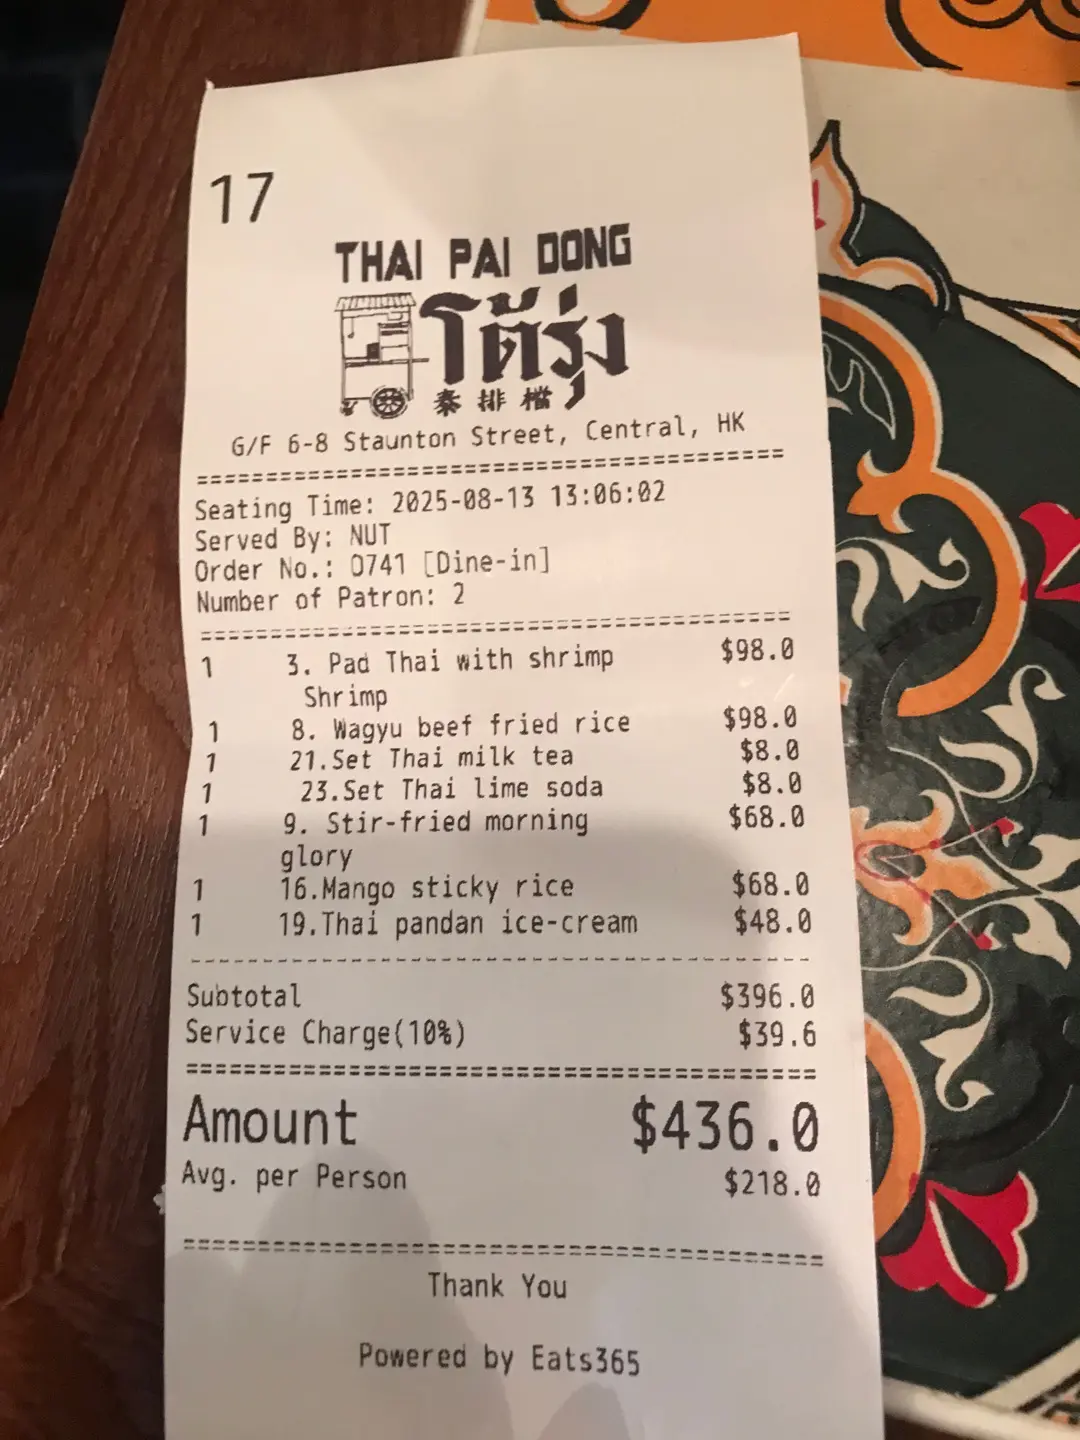 17
THAI PAI DONG
โต้รุ่ง
泰排檔
G/F 6-8 Staunton Street, Central, HK
Seating Time: 2025-08-13 13:06:02
Served By: NUT
Order No.: O741 [Dine-in]
Number of Patron: 2
1 3. Pad Thai with shrimp $98.0
Shrimp
1 8. Wagyu beef fried rice $98.0
1 21.Set Thai milk tea $8.0
1 23.Set Thai lime soda $8.0
1 9. Stir-fried morning $68.0
glory
1 16.Mango sticky rice $68.0
1 19.Thai pandan ice-cream $48.0
Subtotal $396.0
Service Charge(10%) $39.6
Amount $436.0
Avg. per Person $218.0
Thank You
Powered by Eats365